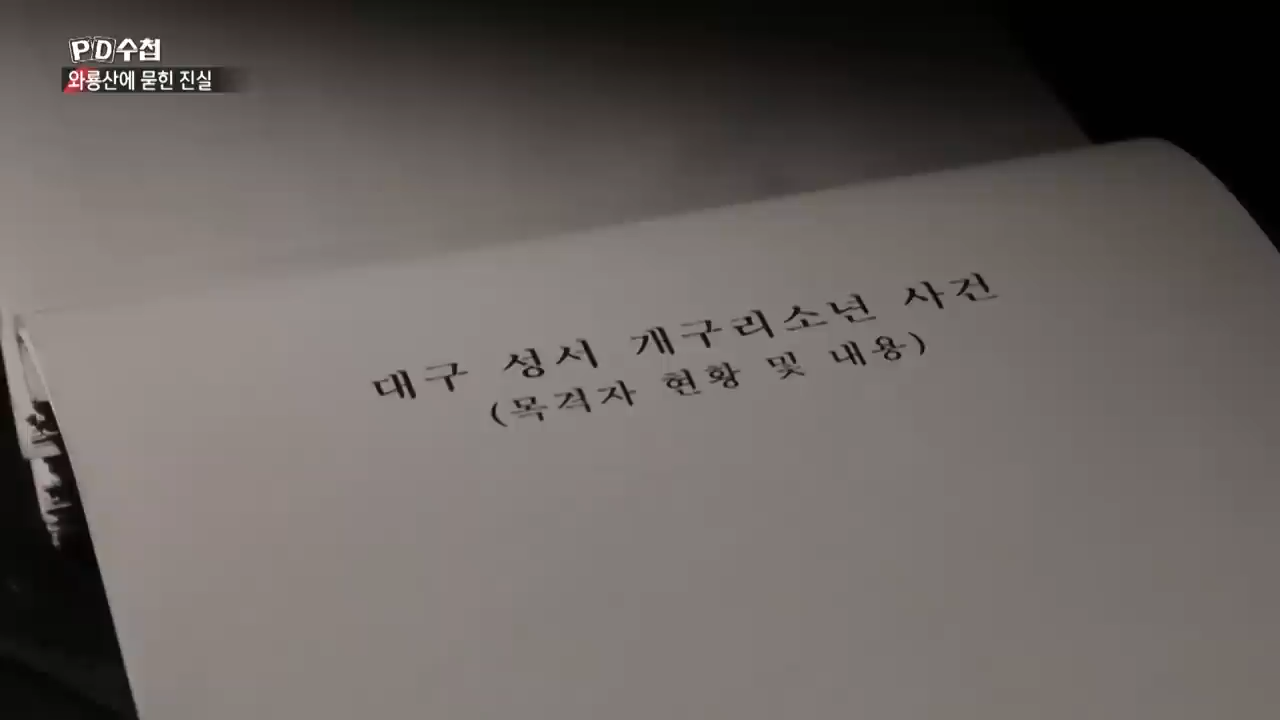 PD수첩
와룡산에 묻힌 진실
대구 성서 개구리소년 사건
(목격자 현황 및 내용)